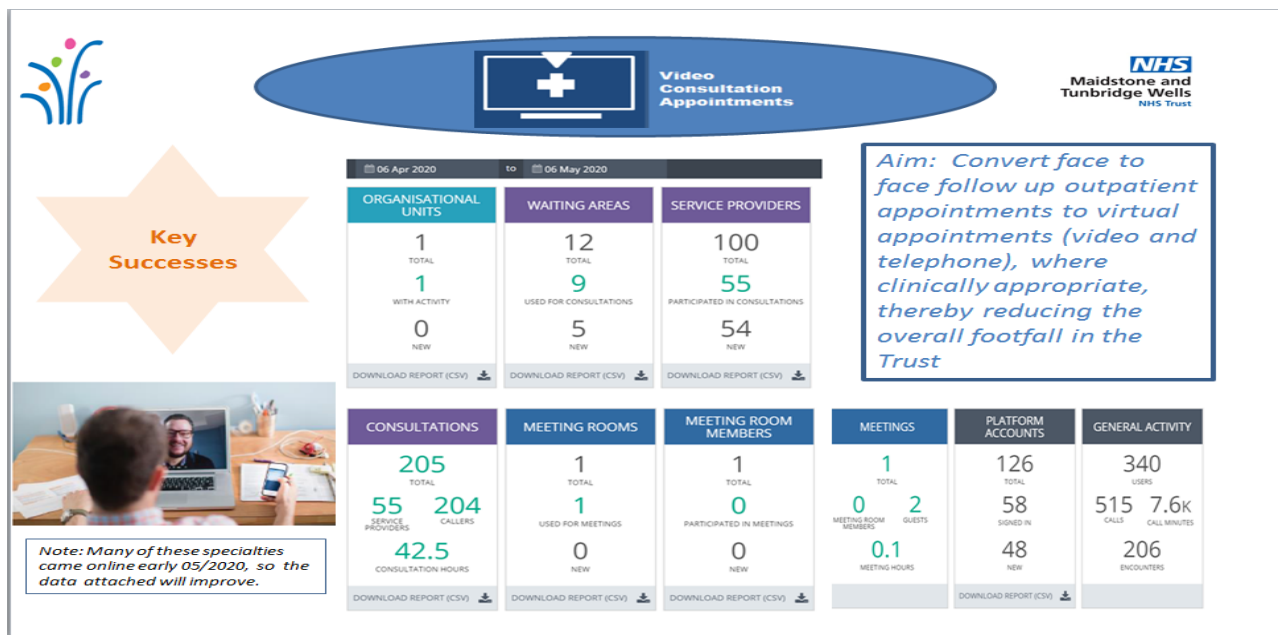 Video
Consultation
Appointments
NHS
Maidstone and
Tunbridge Wells
NHS Trust
Key
Successes
06 Apr 2020 to 06 May 2020
ORGANISATIONAL
UNITS
1
TOTAL
1
WITH ACTIVITY
0
NEW
DOWNLOAD REPORT (CSV)
WAITING AREAS
12
TOTAL
9
USED FOR CONSULTATIONS
5
NEW
DOWNLOAD REPORT (CSV)
SERVICE PROVIDERS
100
TOTAL
55
PARTICIPATED IN CONSULTATIONS
54
NEW
DOWNLOAD REPORT (CSV)
Aim: Convert face to
face follow up outpatient
appointments to virtual
appointments (video and
telephone), where
clinically appropriate,
thereby reducing the
overall footfall in the
Trust
CONSULTATIONS
205
TOTAL
55 204
SERVICE PROVIDERS CALLERS
42.5
CONSULTATION HOURS
DOWNLOAD REPORT (CSV)
MEETING ROOMS
1
TOTAL
1
USED FOR MEETINGS
0
NEW
DOWNLOAD REPORT (CSV)
MEETING ROOM
MEMBERS
1
TOTAL
0
PARTICIPATED IN MEETINGS
0
NEW
DOWNLOAD REPORT (CSV)
MEETINGS
1
TOTAL
0 2
MEETING ROOM MEMBERS GUESTS
0.1
MEETING HOURS
PLATFORM
ACCOUNTS
126
TOTAL
58
SIGNED IN
48
NEW
DOWNLOAD REPORT (CSV)
GENERAL ACTIVITY
340
USERS
515 7.6K
CALLS CALL MINUTES
206
ENCOUNTERS
Note: Many of these specialties
came online early 05/2020, so the
data attached will improve.